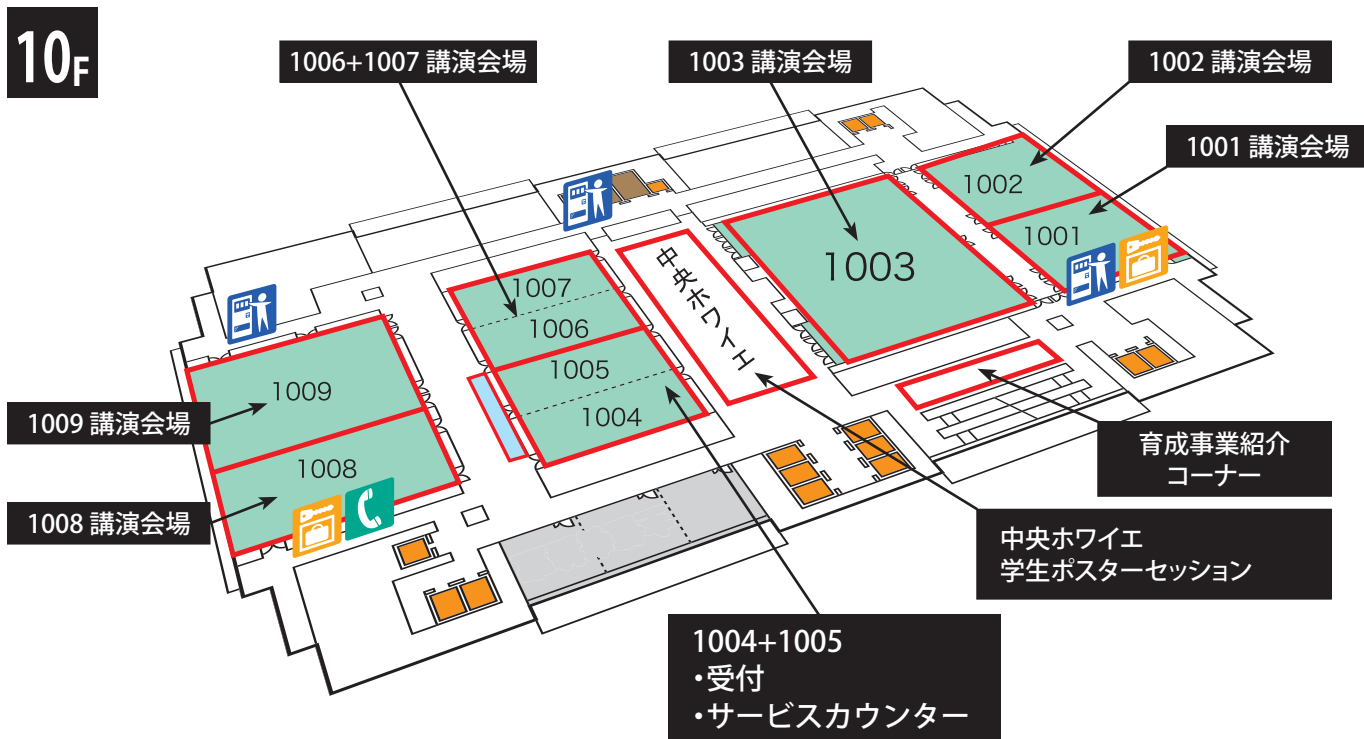 10F
1006+1007 講演会場
1003 講演会場
1002 講演会場
1001 講演会場
1002
1001
1003
中央ホワイエ
1007
1006
1005
1004
1009
1008
1009 講演会場
1008 講演会場
育成事業紹介
コーナー
中央ホワイエ
学生ポスターセッション
1004+1005
・受付
・サービスカウンター